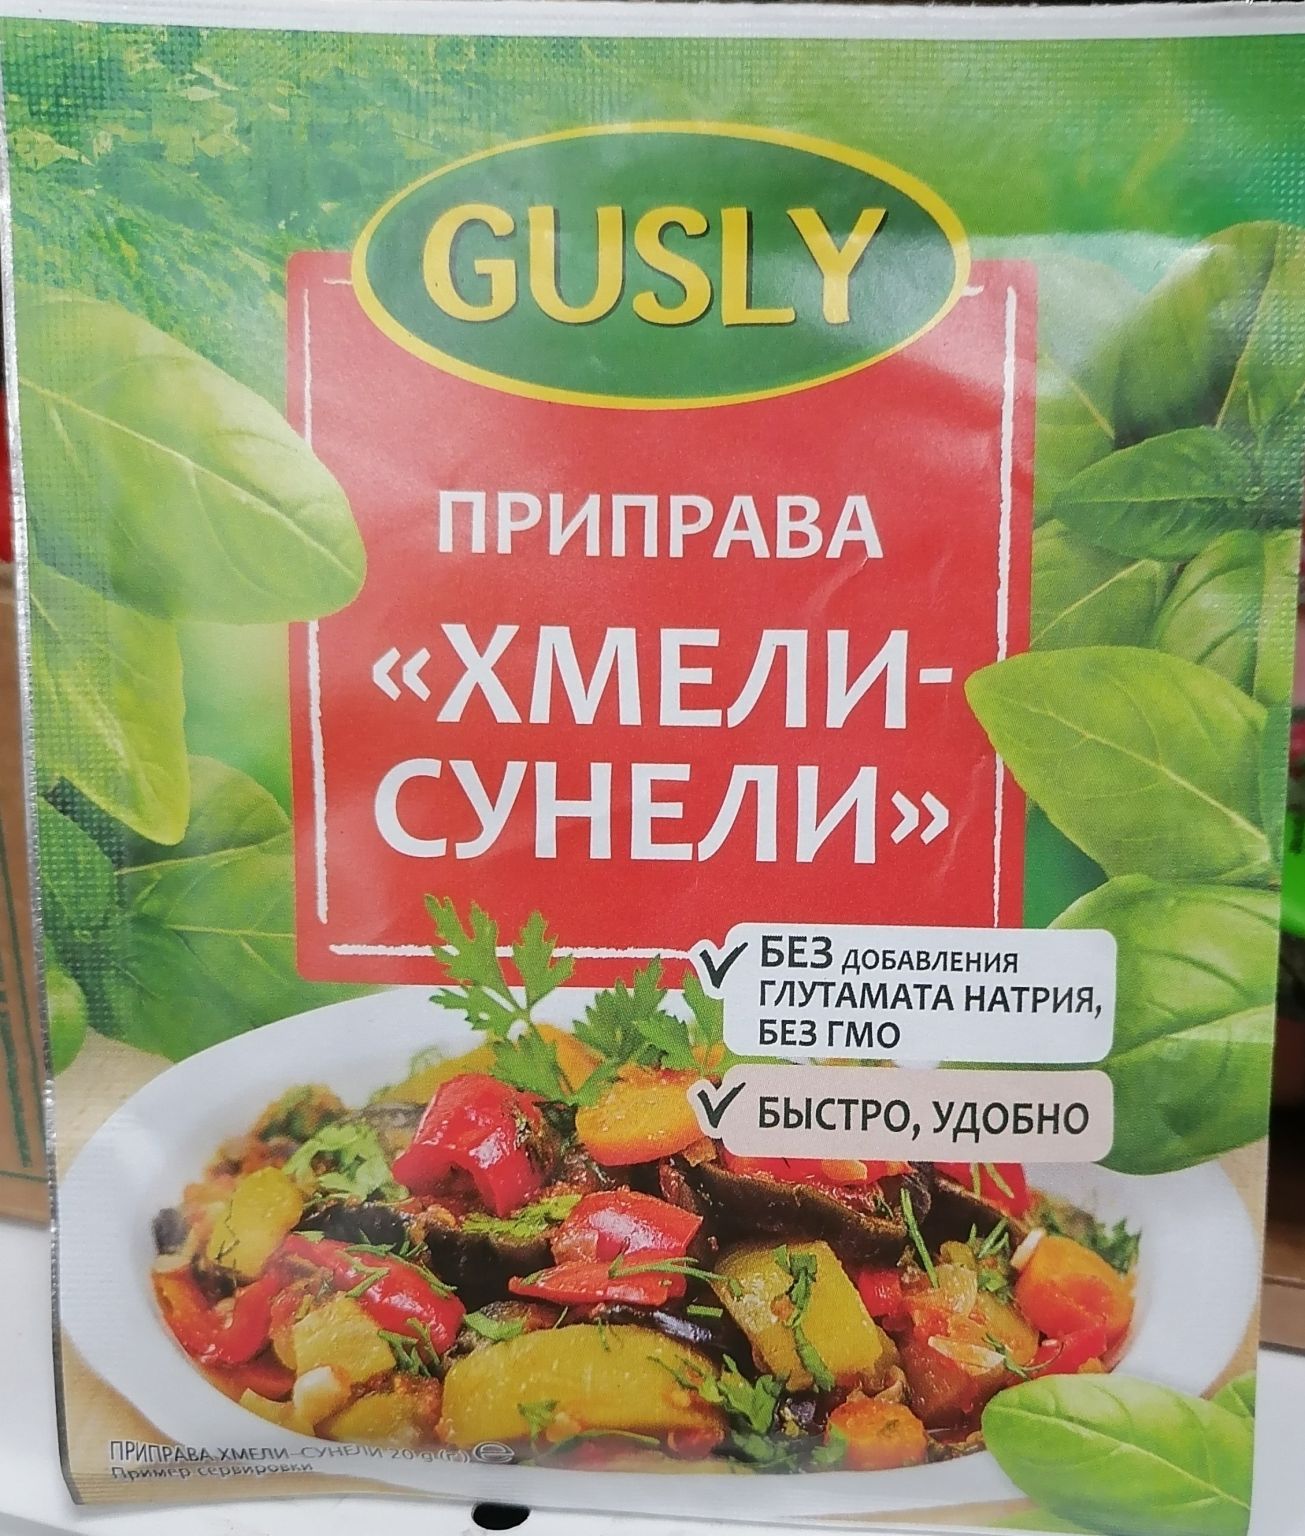 GUSLY
ПРИПРАВА
«ХМЕЛИ-
СУНЕЛИ»
БЕЗ ДОБАВЛЕНИЯ
ГЛУТАМАТА НАТРИЯ,
БЕЗ ГМО
БЫСТРО, УДОБНО
ПРИПРАВА ХМЕЛИ-СУНЕЛИ 20 g (г) ℮
Пример сервировки